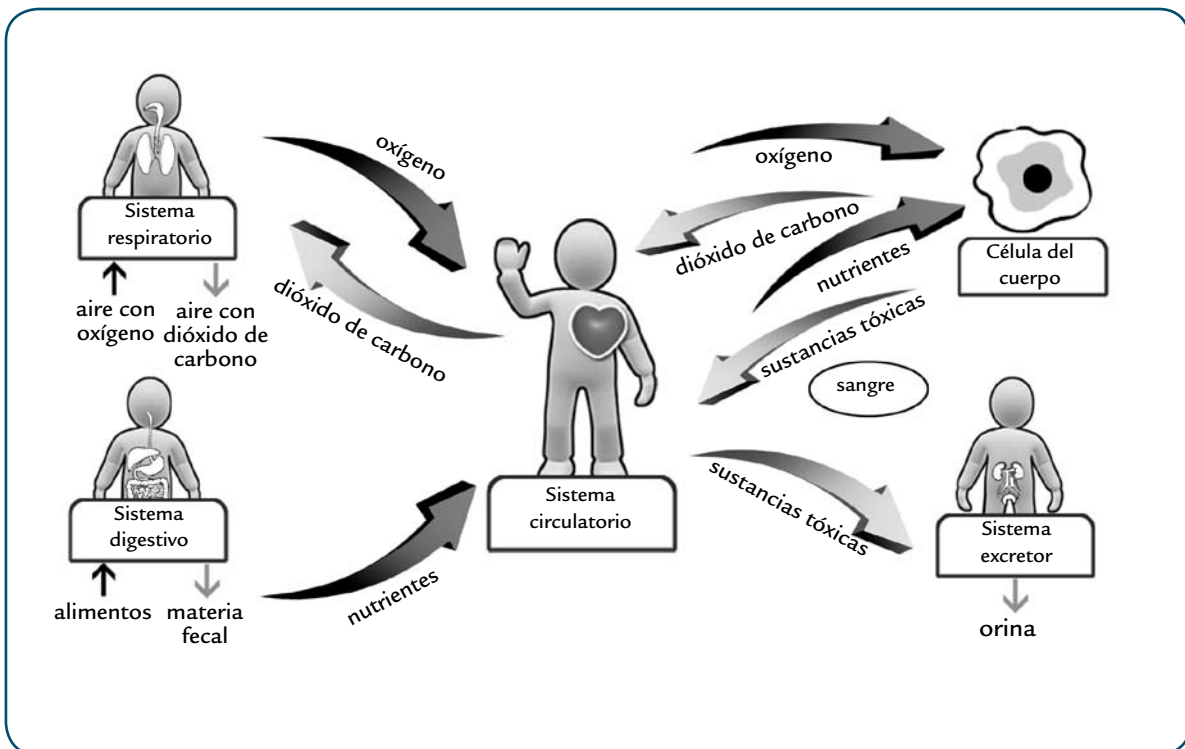 oxígeno
dióxido de carbono
Sistema
respiratorio
aire con
oxígeno
aire con
dióxido de
carbono
oxígeno
dióxido de carbono
nutrientes
sustancias tóxicas
Célula del
cuerpo
sangre
Sistema
digestivo
alimentos
materia
fecal
nutrientes
Sistema
circulatorio
sustancias tóxicas
Sistema
excretor
orina